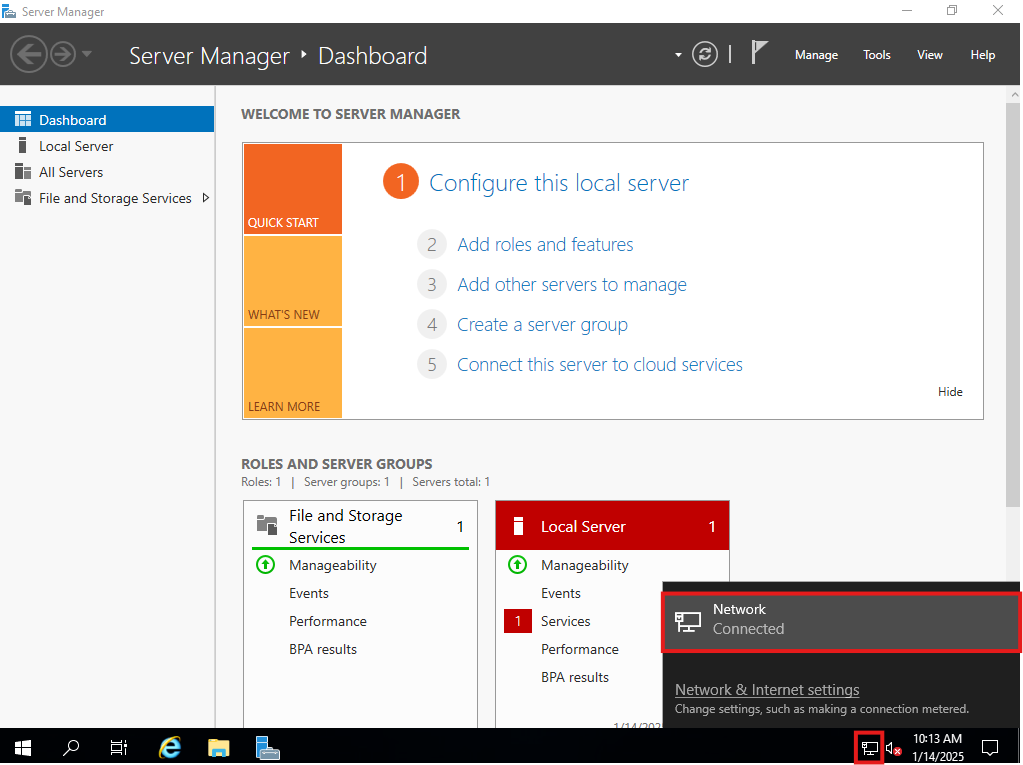 Server Manager
Server Manager ‣ Dashboard
Manage Tools View Help
Dashboard
Local Server
All Servers
File and Storage Services
WELCOME TO SERVER MANAGER
QUICK START
WHAT'S NEW
LEARN MORE
1 Configure this local server
2 Add roles and features
3 Add other servers to manage
4 Create a server group
5 Connect this server to cloud services
Hide
ROLES AND SERVER GROUPS
Roles: 1 | Server groups: 1 | Servers total: 1
File and Storage
Services
1
Manageability
Events
Performance
BPA results
Local Server 1
Manageability
Events
1 Services
Performance
BPA results
Network
Connected
Network & Internet settings
Change settings, such as making a connection metered.
10:13 AM
1/14/2025